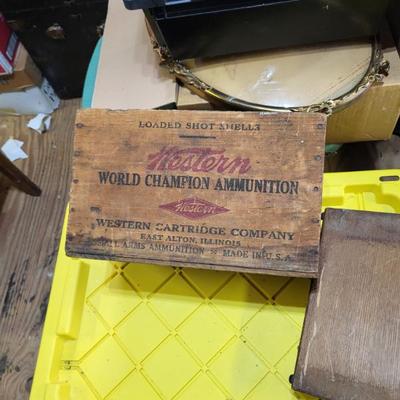 LOADED SHOT SHELLS
Western
WORLD CHAMPION AMMUNITION
Western
WESTERN CARTRIDGE COMPANY
EAST ALTON, ILLINOIS
SMALL ARMS AMMUNITION MADE IN U.S.A.